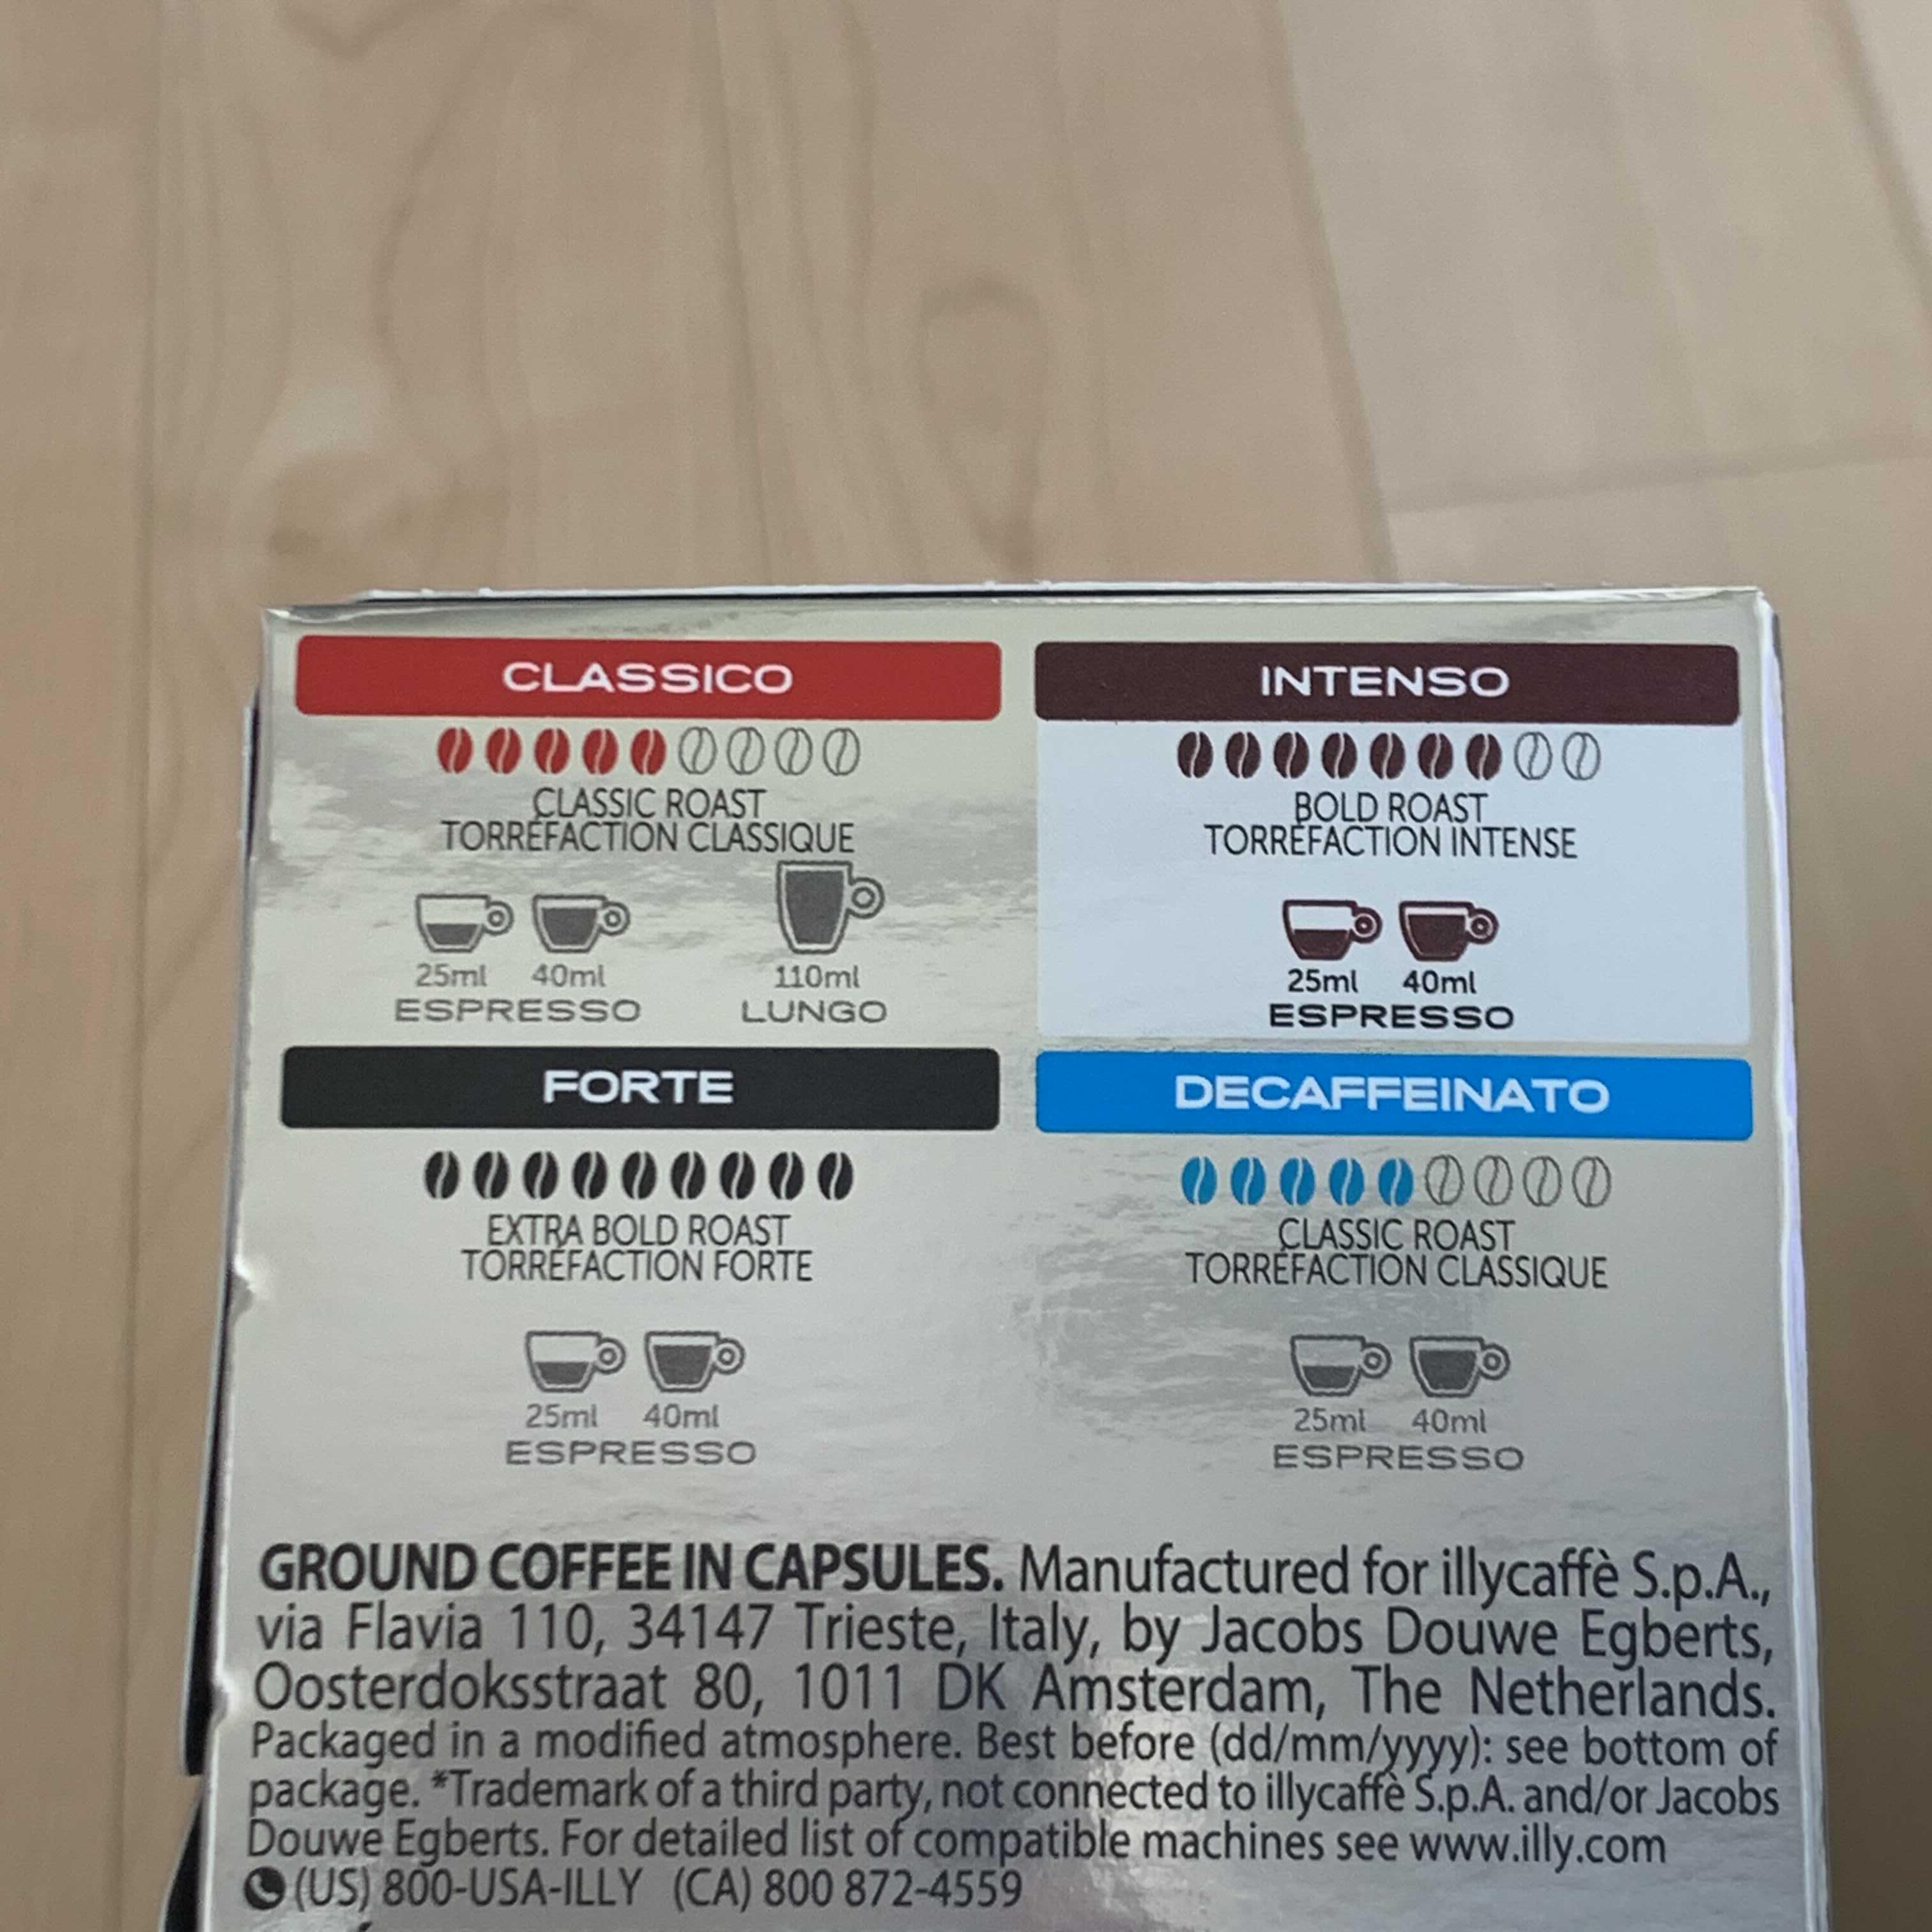 CLASSICO
CLASSIC ROAST
TORRÉFACTION CLASSIQUE
25ml 40ml 110ml
ESPRESSO LUNGO
INTENSO
BOLD ROAST
TORRÉFACTION INTENSE
25ml 40ml
ESPRESSO
FORTE
EXTRA BOLD ROAST
TORRÉFACTION FORTE
25ml 40ml
ESPRESSO
DECAFFEINATO
CLASSIC ROAST
TORRÉFACTION CLASSIQUE
25ml 40ml
ESPRESSO
GROUND COFFEE IN CAPSULES. Manufactured for illycaffè S.p.A.,
via Flavia 110, 34147 Trieste, Italy, by Jacobs Douwe Egberts,
Oosterdoksstraat 80, 1011 DK Amsterdam, The Netherlands.
Packaged in a modified atmosphere. Best before (dd/mm/yyyy): see bottom of
package. *Trademark of a third party, not connected to illycaffè S.p.A. and/or Jacobs
Douwe Egberts. For detailed list of compatible machines see www.illy.com
(US) 800-USA-ILLY (CA) 800 872-4559